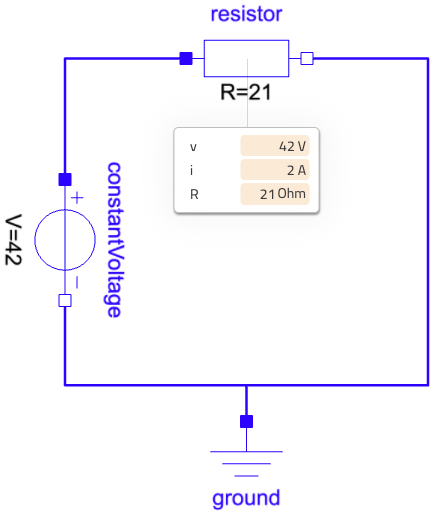 resistor
R=21
v 42 V
i 2 A
R 21 Ohm
+
constantVoltage
V=42
−
ground